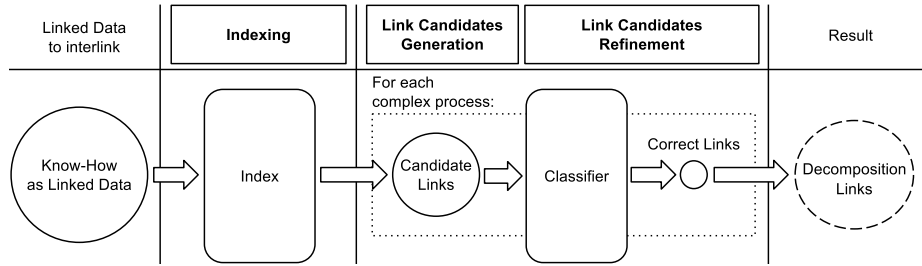 Linked Data
to interlink
Indexing
Link Candidates
Generation
Link Candidates
Refinement
Result
For each
complex process:
Know-How
as Linked Data
Index
Candidate
Links
Classifier
Correct Links
Decomposition
Links